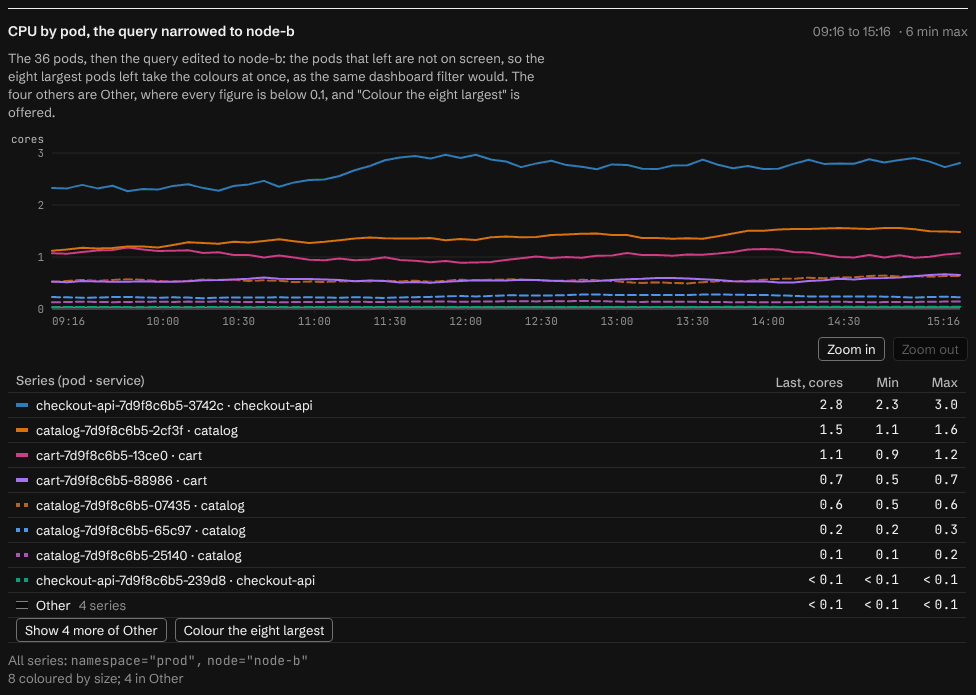 CPU by pod, the query narrowed to node-b
09:16 to 15:16 · 6 min max
The 36 pods, then the query edited to node-b: the pods that left are not on screen, so the
eight largest pods left take the colours at once, as the same dashboard filter would. The
four others are Other, where every figure is below 0.1, and "Colour the eight largest" is
offered.
cores
3
2
1
0
09:16 10:00 10:30 11:00 11:30 12:00 12:30 13:00 13:30 14:00 14:30 15:16
Zoom in Zoom out
Series (pod · service) Last, cores Min Max
checkout-api-7d9f8c6b5-3742c · checkout-api 2.8 2.3 3.0
catalog-7d9f8c6b5-2cf3f · catalog 1.5 1.1 1.6
cart-7d9f8c6b5-13ce0 · cart 1.1 0.9 1.2
cart-7d9f8c6b5-88986 · cart 0.7 0.5 0.7
catalog-7d9f8c6b5-07435 · catalog 0.6 0.5 0.6
catalog-7d9f8c6b5-65c97 · catalog 0.2 0.2 0.3
catalog-7d9f8c6b5-25140 · catalog 0.1 0.1 0.2
checkout-api-7d9f8c6b5-239d8 · checkout-api <0.1 <0.1 <0.1
Other 4 series <0.1 <0.1 <0.1
Show 4 more of Other Colour the eight largest
All series: namespace="prod", node="node-b"
8 coloured by size; 4 in Other